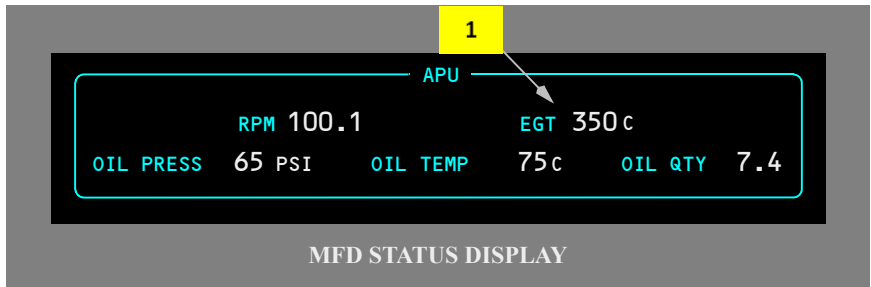 1
APU
RPM 100.1 EGT 350 C
OIL PRESS 65 PSI OIL TEMP 75 C OIL QTY 7.4
MFD STATUS DISPLAY